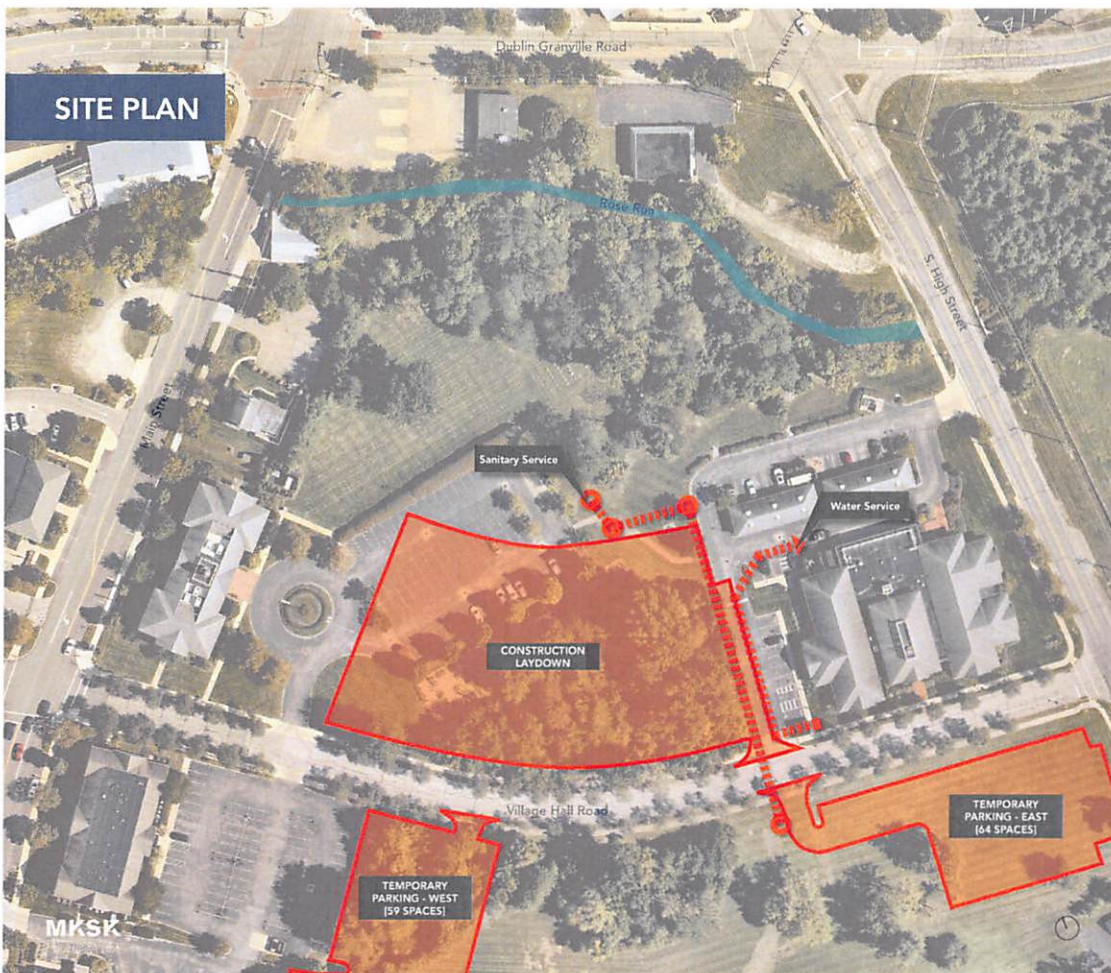 Dublin Granville Road
SITE PLAN
Rose Run
S. High Street
Main Street
Sanitary Service
Water Service
CONSTRUCTION
LAYDOWN
Village Hall Road
TEMPORARY
PARKING - EAST
[64 SPACES]
TEMPORARY
PARKING - WEST
[59 SPACES]
MKSK